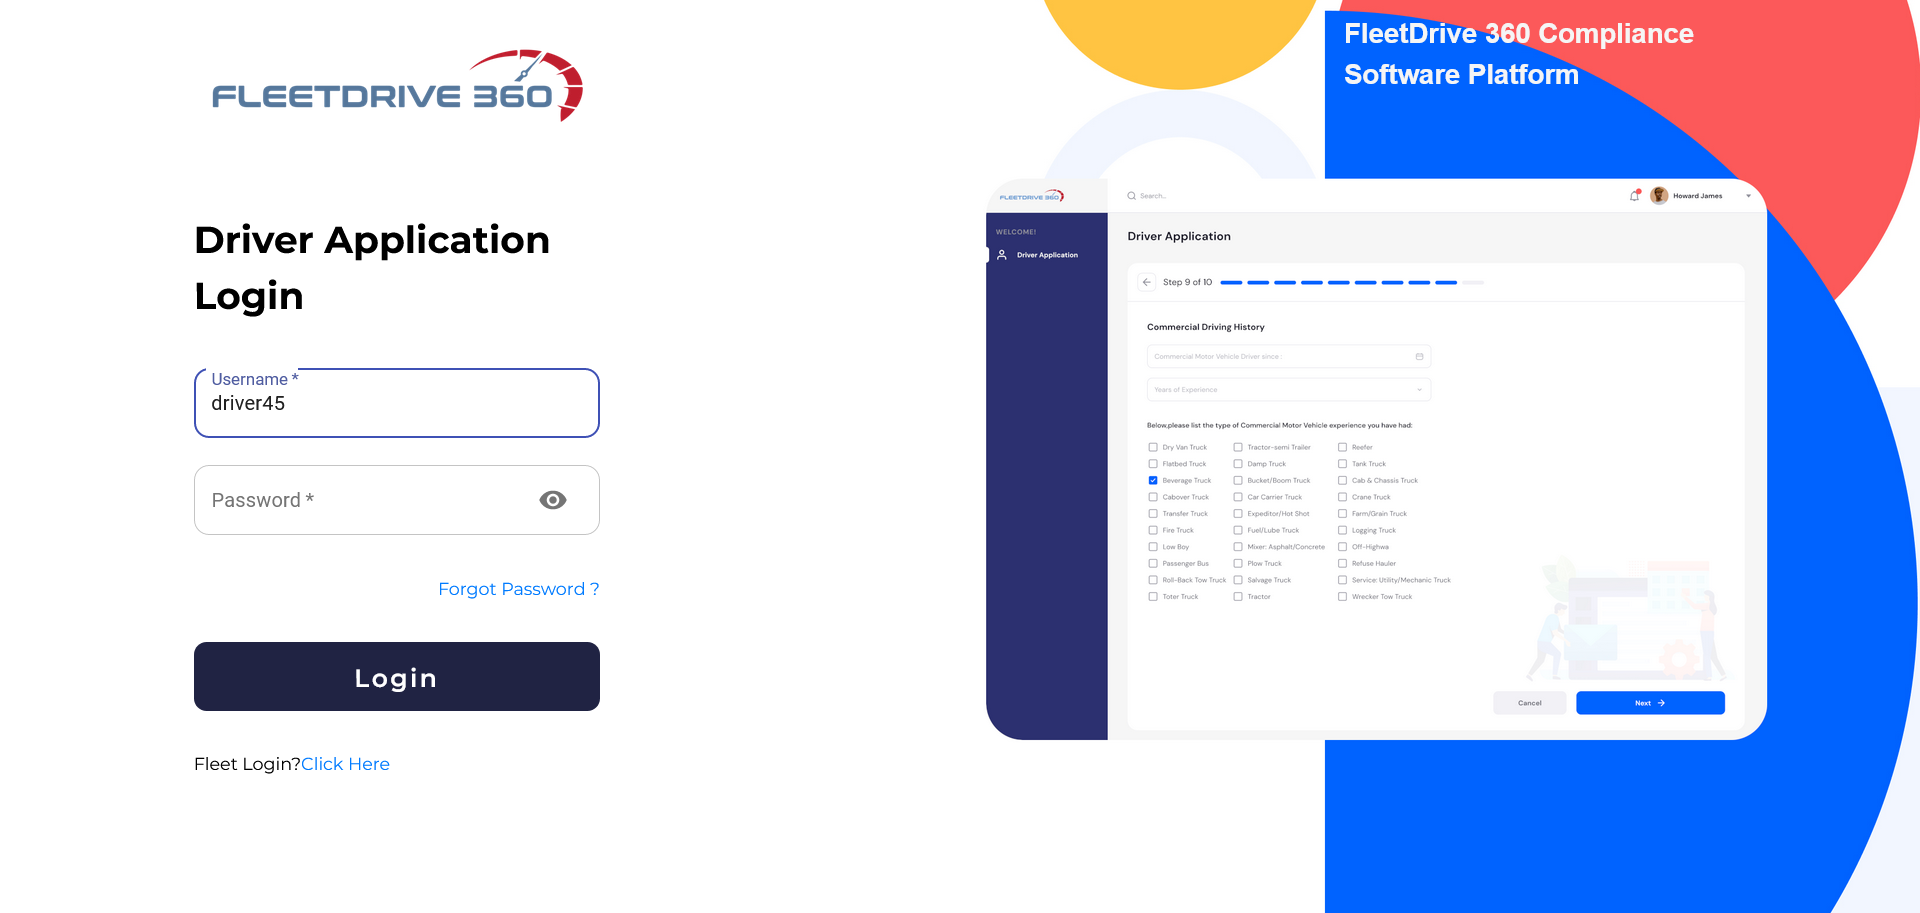 FLEETDRIVE 360
Driver Application
Login
Username *
driver45
Password *
Forgot Password ?
Login
Fleet Login?Click Here
FleetDrive 360 Compliance
Software Platform
FLEETDRIVE 360
Search...
Howard James
WELCOME!
Driver Application
Driver Application
Step 9 of 10
Commercial Driving History
Commercial Motor Vehicle Driver since :
Years of Experience
Below,please list the type of Commercial Motor Vehicle experience you have had:
Dry Van Truck Tractor-semi Trailer Reefer
Flatbed Truck Damp Truck Tank Truck
Beverage Truck Bucket/Boom Truck Cab & Chassis Truck
Cabover Truck Car Carrier Truck Crane Truck
Transfer Truck Expeditor/Hot Shot Farm/Grain Truck
Fire Truck Fuel/Lube Truck Logging Truck
Low Boy Mixer: Asphalt/Concrete Off-Highwa
Passenger Bus Plow Truck Refuse Hauler
Roll-Back Tow Truck Salvage Truck Service: Utility/Mechanic Truck
Toter Truck Tractor Wrecker Tow Truck
Cancel
Next